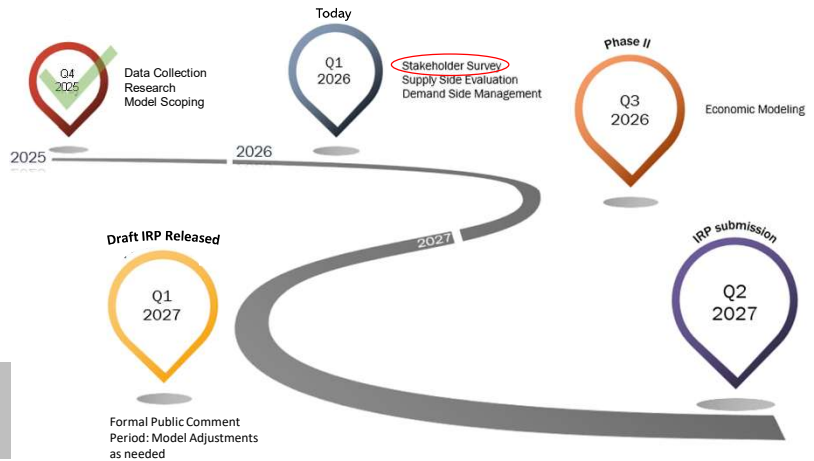 Today
Q4
2025
Data Collection
Research
Model Scoping
Q1
2026
Stakeholder Survey
Supply Side Evaluation
Demand Side Management
Phase II
Q3
2026
Economic Modeling
2025
2026
2027
Draft IRP Released
Q1
2027
Formal Public Comment
Period: Model Adjustments
as needed
IRP submission
Q2
2027